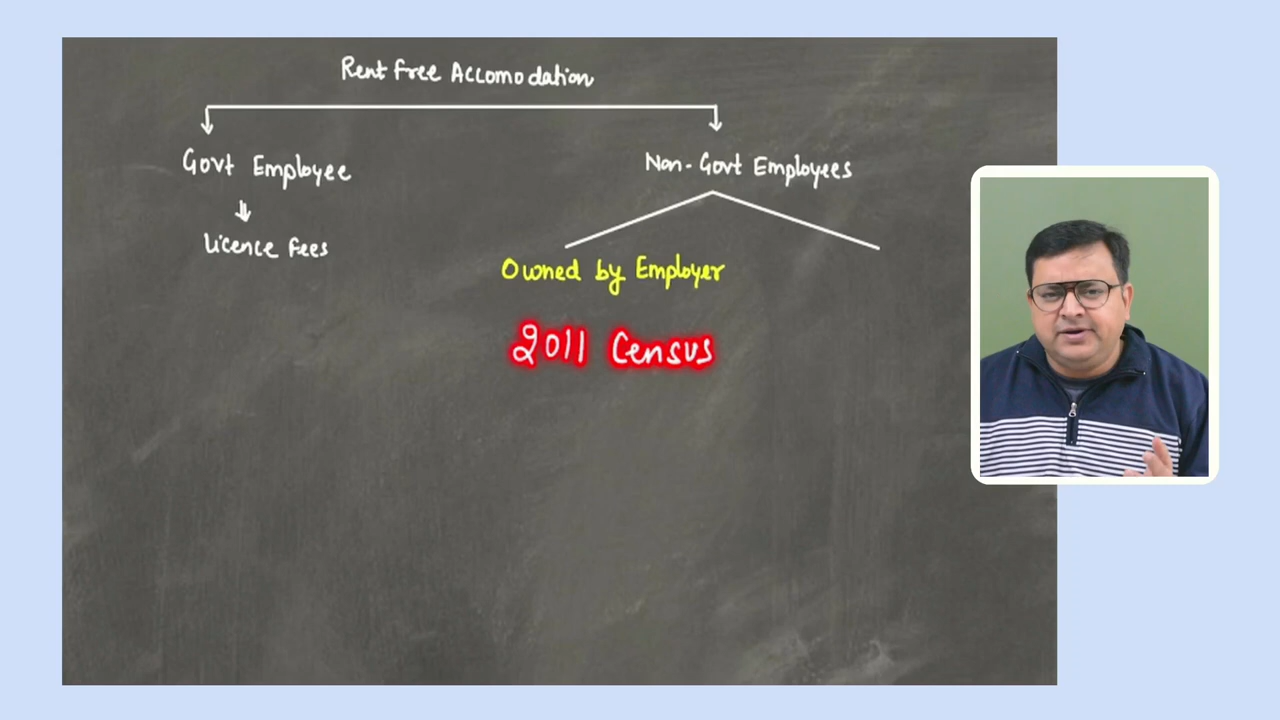 Rent free Accomodation
Govt Employee
Non-Govt Employees
Licence fees
Owned by Employer
2011 Census